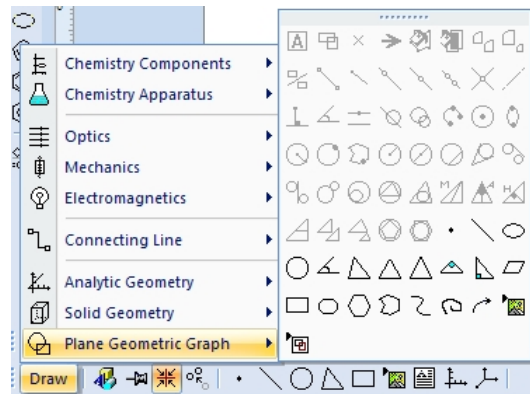 Chemistry Components
Chemistry Apparatus
Optics
Mechanics
Electromagnetics
Connecting Line
Analytic Geometry
Solid Geometry
Plane Geometric Graph
Draw